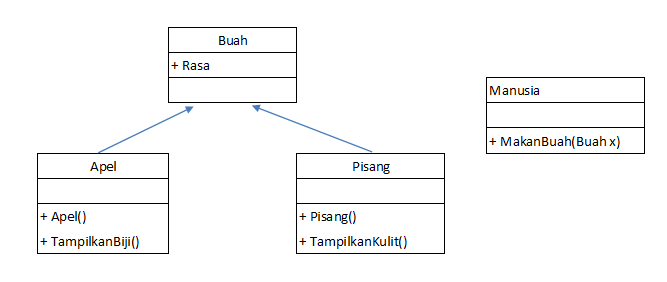 Buah
+ Rasa
Manusia
+ MakanBuah(Buah x)
Apel
+ Apel()
+ TampilkanBiji()
Pisang
+ Pisang()
+ TampilkanKulit()